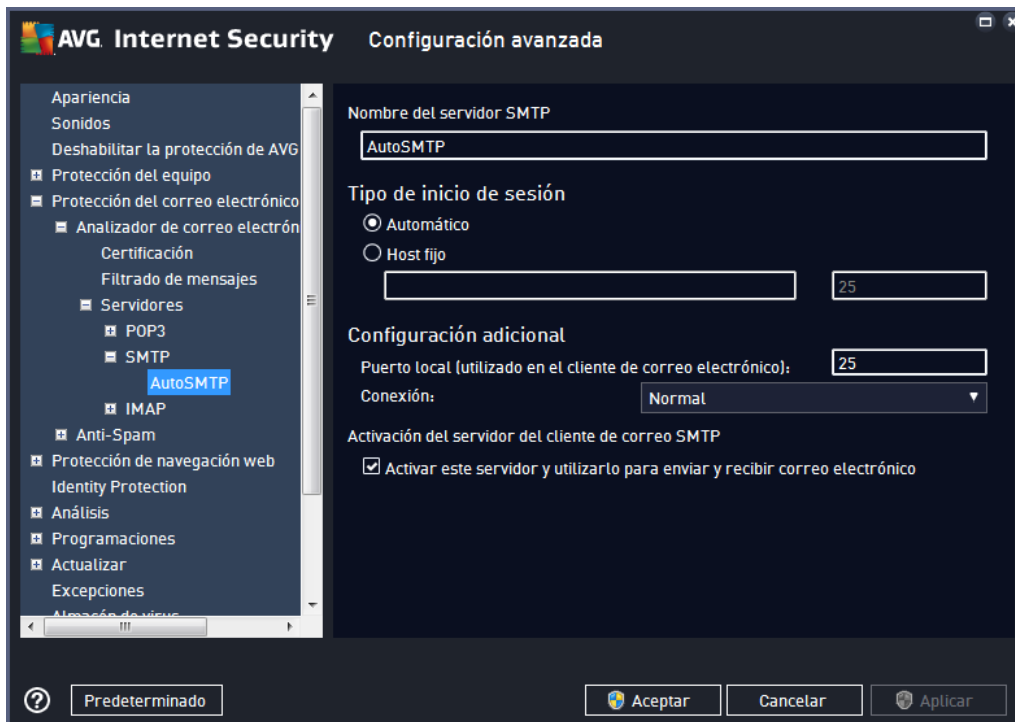 AVG Internet Security Configuración avanzada
Apariencia
Sonidos
Deshabilitar la protección de AVG
Protección del equipo
Protección del correo electrónico
Analizador de correo electrón
Certificación
Filtrado de mensajes
Servidores
POP3
SMTP
AutoSMTP
IMAP
Anti-Spam
Protección de navegación web
Identity Protection
Análisis
Programaciones
Actualizar
Excepciones
Almacén de virus
Nombre del servidor SMTP
AutoSMTP
Tipo de inicio de sesión
Automático
Host fijo
25
Configuración adicional
Puerto local (utilizado en el cliente de correo electrónico): 25
Conexión: Normal
Activación del servidor del cliente de correo SMTP
Activar este servidor y utilizarlo para enviar y recibir correo electrónico
? Predeterminado Aceptar Cancelar Aplicar